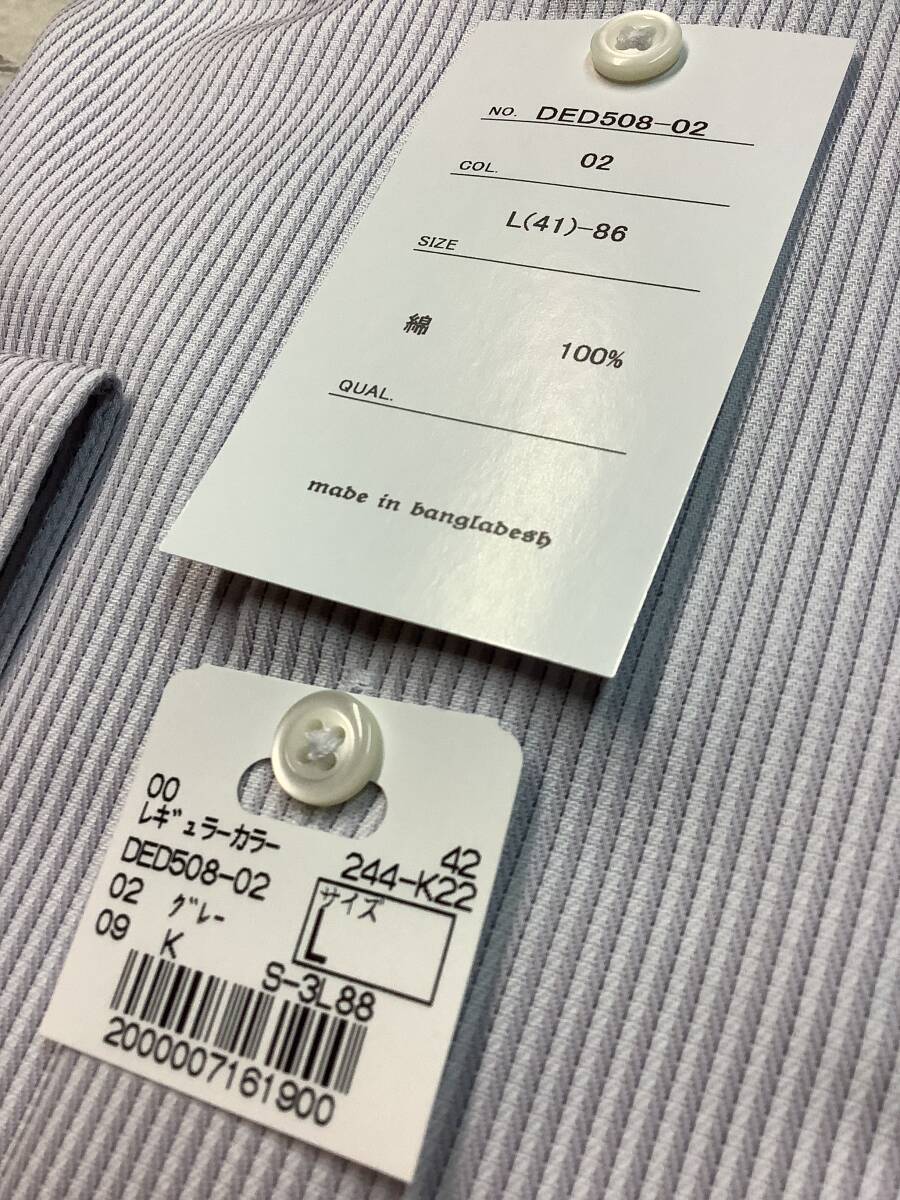 NO. DED508-02
COL. 02
SIZE L(41)-86
綿 100%
QUAL.
made in bangladesh
00
ﾚｷﾞｭﾗｰｶﾗｰ 42
DED508-02 244-K22
02 ｸﾞﾚｰ サイズ
09 K L
S-3L88
2000007161900